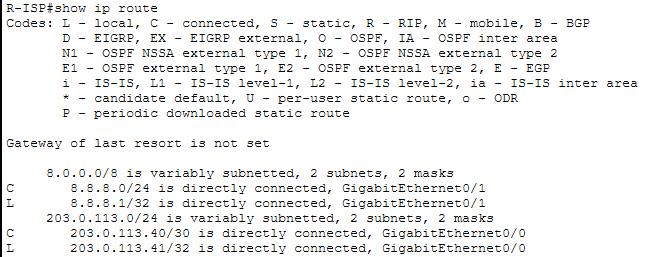 R-ISP#show ip route
Codes: L - local, C - connected, S - static, R - RIP, M - mobile, B - BGP
       D - EIGRP, EX - EIGRP external, O - OSPF, IA - OSPF inter area
       N1 - OSPF NSSA external type 1, N2 - OSPF NSSA external type 2
       E1 - OSPF external type 1, E2 - OSPF external type 2, E - EGP
       i - IS-IS, L1 - IS-IS level-1, L2 - IS-IS level-2, ia - IS-IS inter area
       * - candidate default, U - per-user static route, o - ODR
       P - periodic downloaded static route
Gateway of last resort is not set
     8.0.0.0/8 is variably subnetted, 2 subnets, 2 masks
C       8.8.8.0/24 is directly connected, GigabitEthernet0/1
L       8.8.8.1/32 is directly connected, GigabitEthernet0/1
     203.0.113.0/24 is variably subnetted, 2 subnets, 2 masks
C       203.0.113.40/30 is directly connected, GigabitEthernet0/0
L       203.0.113.41/32 is directly connected, GigabitEthernet0/0